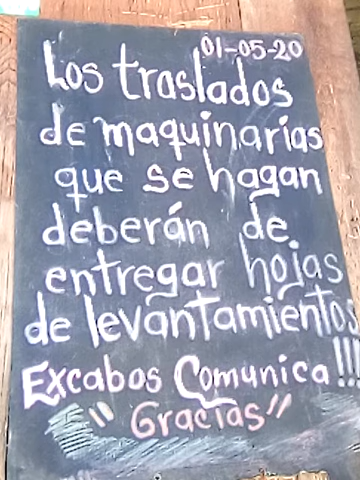 01-05-20
Los traslados
de maquinarias
que se hagan
deberán de
entregar hojas
de levantamientos
Excabos Comunica!!!
"Gracias"